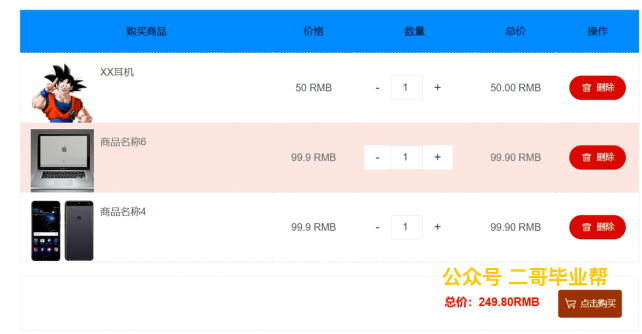 购买商品 价格 数量 总价 操作
XX耳机
50 RMB - 1 + 50.00 RMB 删除
商品名称6
99.9 RMB - 1 + 99.90 RMB 删除
商品名称4
99.9 RMB - 1 + 99.90 RMB 删除
公众号 二哥毕业帮
总价：249.80RMB 点击购买